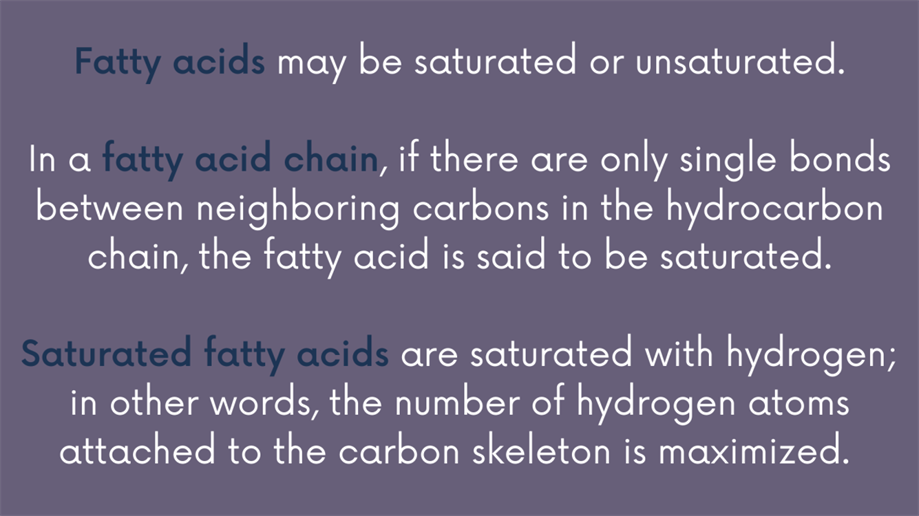 Fatty acids may be saturated or unsaturated.
In a fatty acid chain, if there are only single bonds
between neighboring carbons in the hydrocarbon
chain, the fatty acid is said to be saturated.
Saturated fatty acids are saturated with hydrogen;
in other words, the number of hydrogen atoms
attached to the carbon skeleton is maximized.